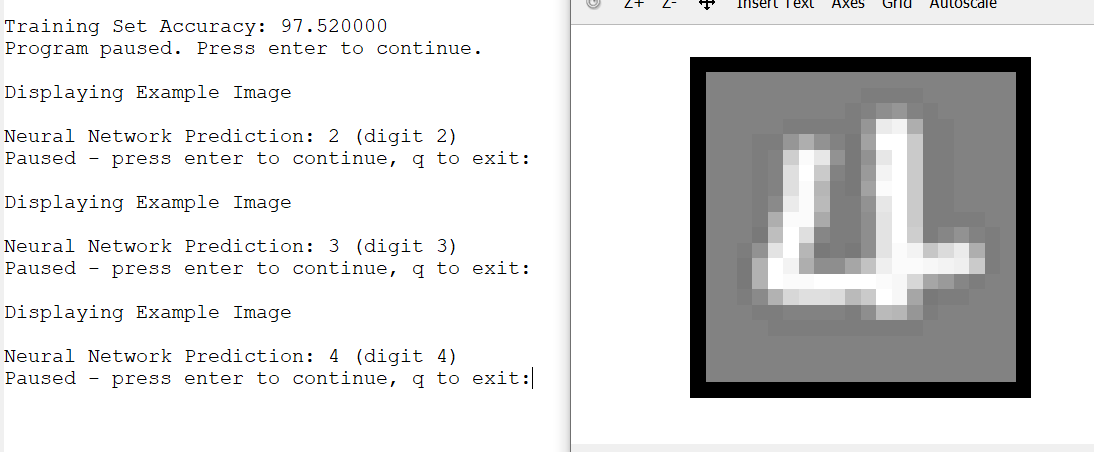 Training Set Accuracy: 97.520000
Program paused. Press enter to continue.
Displaying Example Image
Neural Network Prediction: 2 (digit 2)
Paused - press enter to continue, q to exit:
Displaying Example Image
Neural Network Prediction: 3 (digit 3)
Paused - press enter to continue, q to exit:
Displaying Example Image
Neural Network Prediction: 4 (digit 4)
Paused - press enter to continue, q to exit:
Z+ Z- Insert Text Axes Grid Autoscale
4